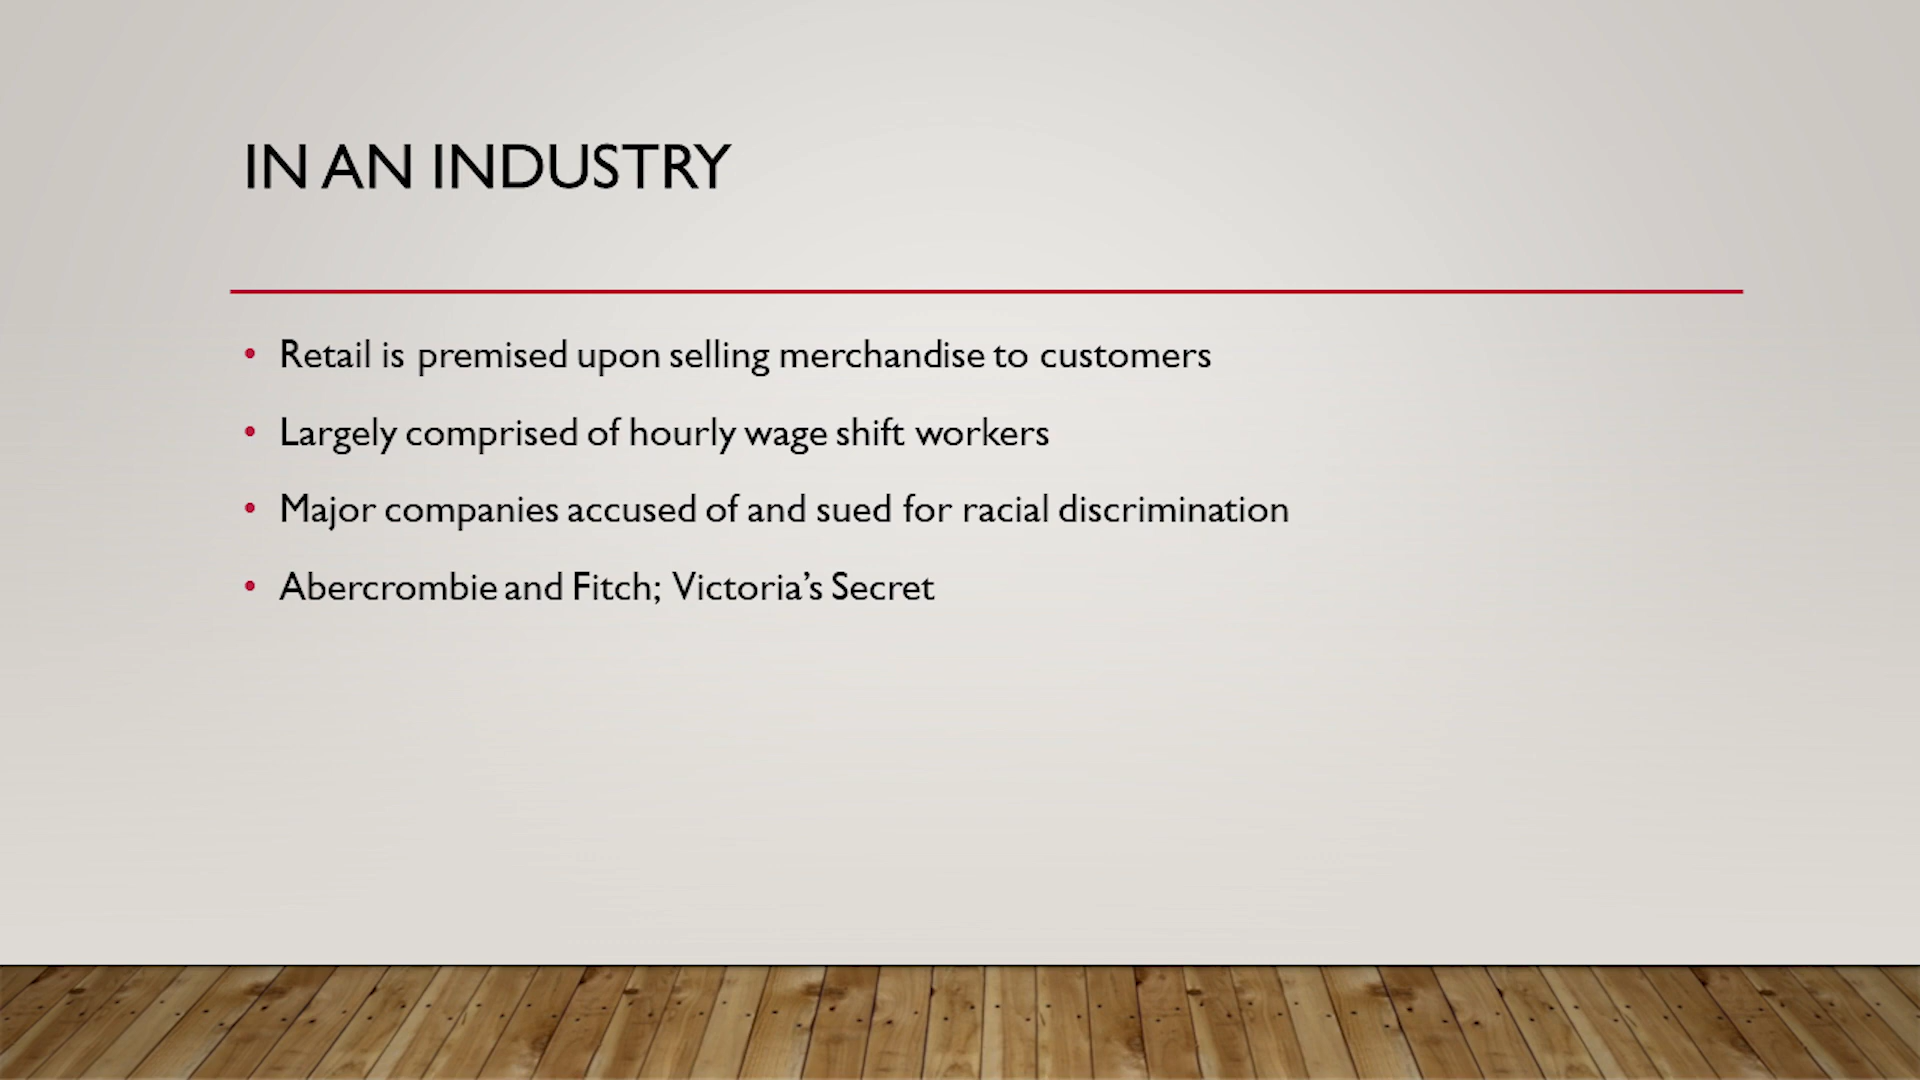 IN AN INDUSTRY
• Retail is premised upon selling merchandise to customers
• Largely comprised of hourly wage shift workers
• Major companies accused of and sued for racial discrimination
• Abercrombie and Fitch; Victoria’s Secret